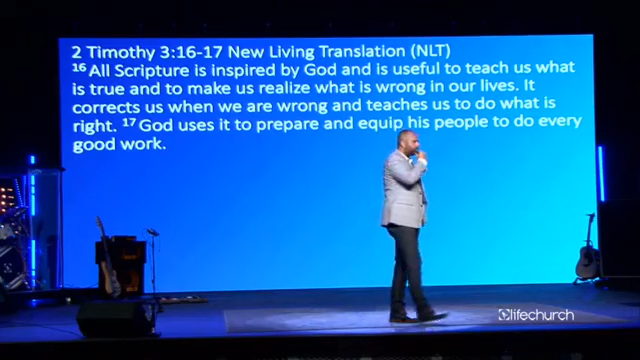 2 Timothy 3:16-17 New Living Translation (NLT)
16 All Scripture is inspired by God and is useful to teach us what
is true and to make us realize what is wrong in our lives. It
corrects us when we are wrong and teaches us to do what is
right. 17 God uses it to prepare and equip his people to do every
good work.
lifechurch